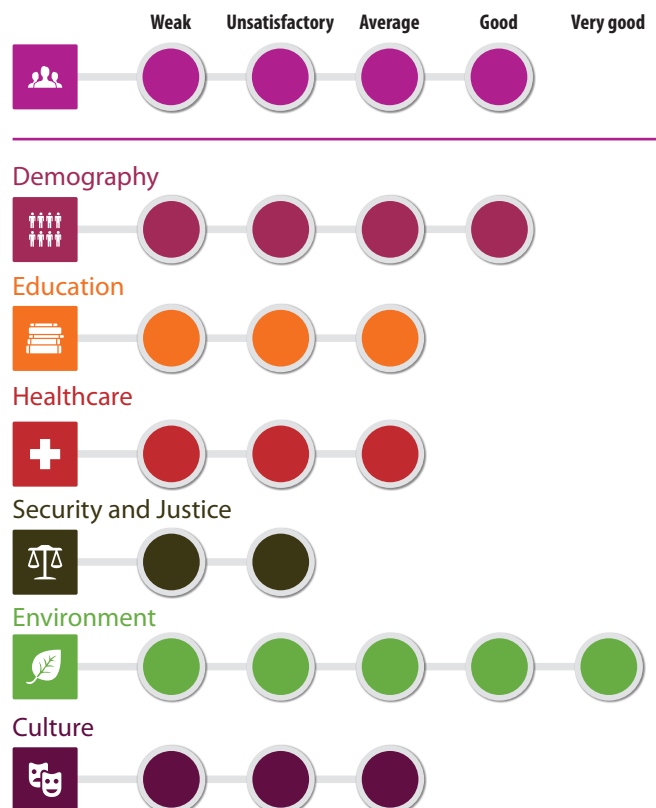 Weak Unsatisfactory Average Good Very good
Demography
Education
Healthcare
Security and Justice
Environment
Culture